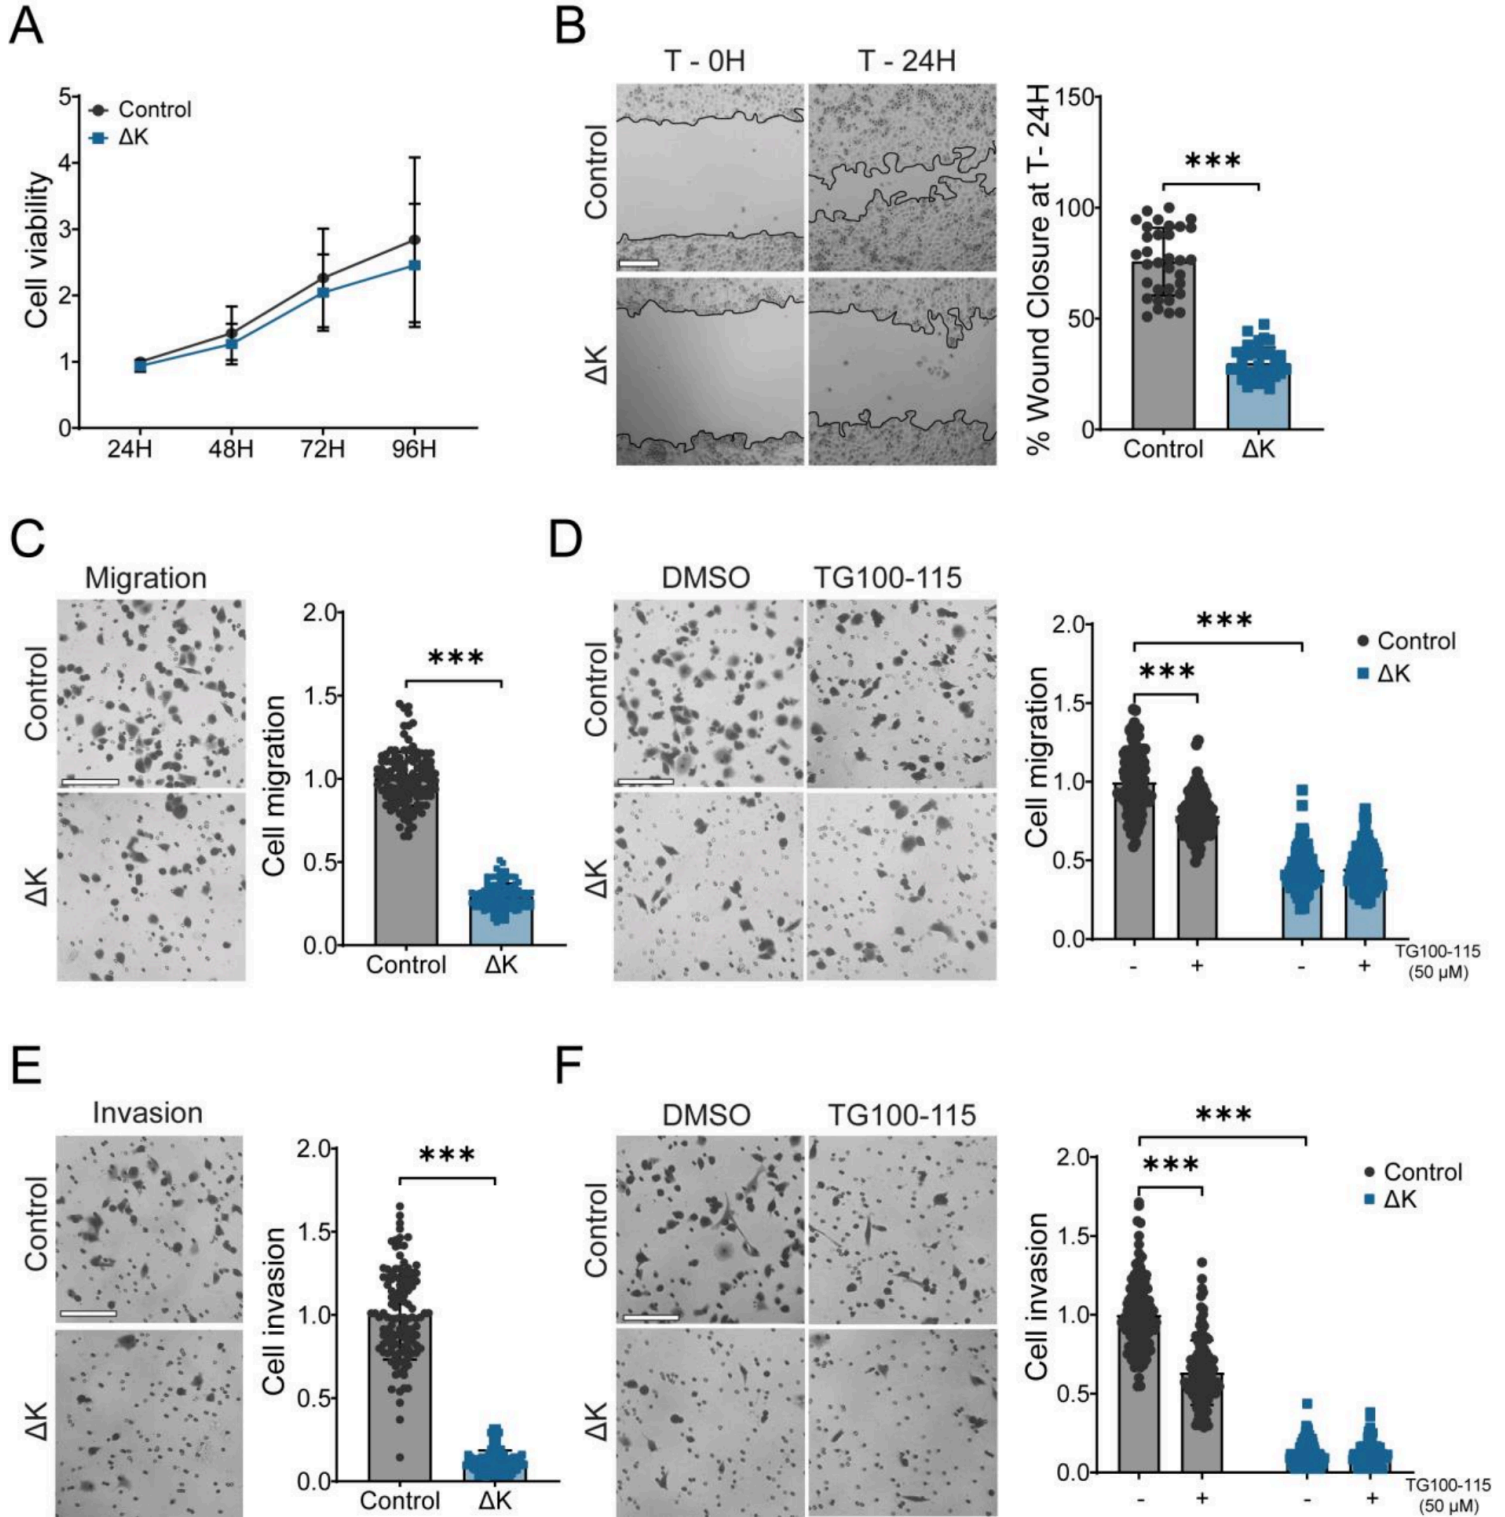 A
Cell viability
5
4
3
2
1
0
Control
ΔK
24H 48H 72H 96H
B
T - 0H T - 24H
Control
ΔK
% Wound Closure at T- 24H
150
100
50
0
***
Control ΔK
C
Migration
Control
ΔK
Cell migration
2.0
1.5
1.0
0.5
0.0
***
Control ΔK
D
DMSO TG100-115
Control
ΔK
Cell migration
2.0
1.5
1.0
0.5
0.0
***
***
Control
ΔK
- + - +
TG100-115
(50 µM)
E
Invasion
Control
ΔK
Cell invasion
2.0
1.5
1.0
0.5
0.0
***
Control ΔK
F
DMSO TG100-115
Control
ΔK
Cell invasion
2.0
1.5
1.0
0.5
0.0
***
***
Control
ΔK
- + - +
TG100-115
(50 µM)